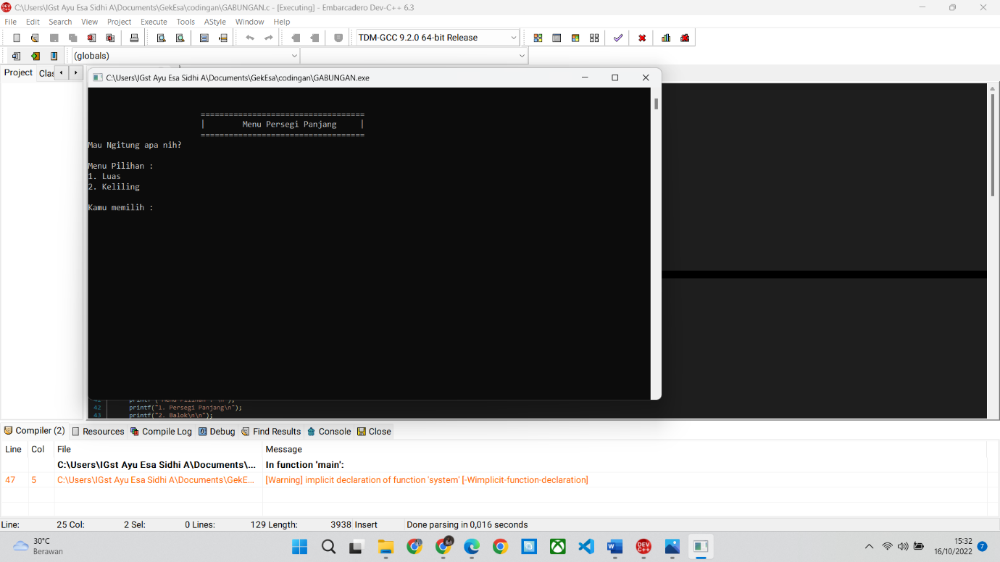 C:\Users\IGst Ayu Esa Sidhi A\Documents\GekEsa\codingan\GABUNGAN.c - [Executing] - Embarcadero Dev-C++ 6.3
File Edit Search View Project Execute Tools AStyle Window Help
TDM-GCC 9.2.0 64-bit Release
(globals)
Project Clas
C:\Users\IGst Ayu Esa Sidhi A\Documents\GekEsa\codingan\GABUNGAN.exe
===================================
| Menu Persegi Panjang |
===================================
Mau Ngitung apa nih?
Menu Pilihan :
1. Luas
2. Keliling
Kamu memilih :
42 printf("1. Persegi Panjang\n");
43 printf("2. Balok\n\n");
Compiler (2) Resources Compile Log Debug Find Results Console Close
Line Col File Message
C:\Users\IGst Ayu Esa Sidhi A\Documents\... In function 'main':
47 5 C:\Users\IGst Ayu Esa Sidhi A\Documents\GekE... [Warning] implicit declaration of function 'system' [-Wimplicit-function-declaration]
Line: 25 Col: 2 Sel: 0 Lines: 129 Length: 3938 Insert Done parsing in 0,016 seconds
30°C
Berawan
15:32
16/10/2022
7